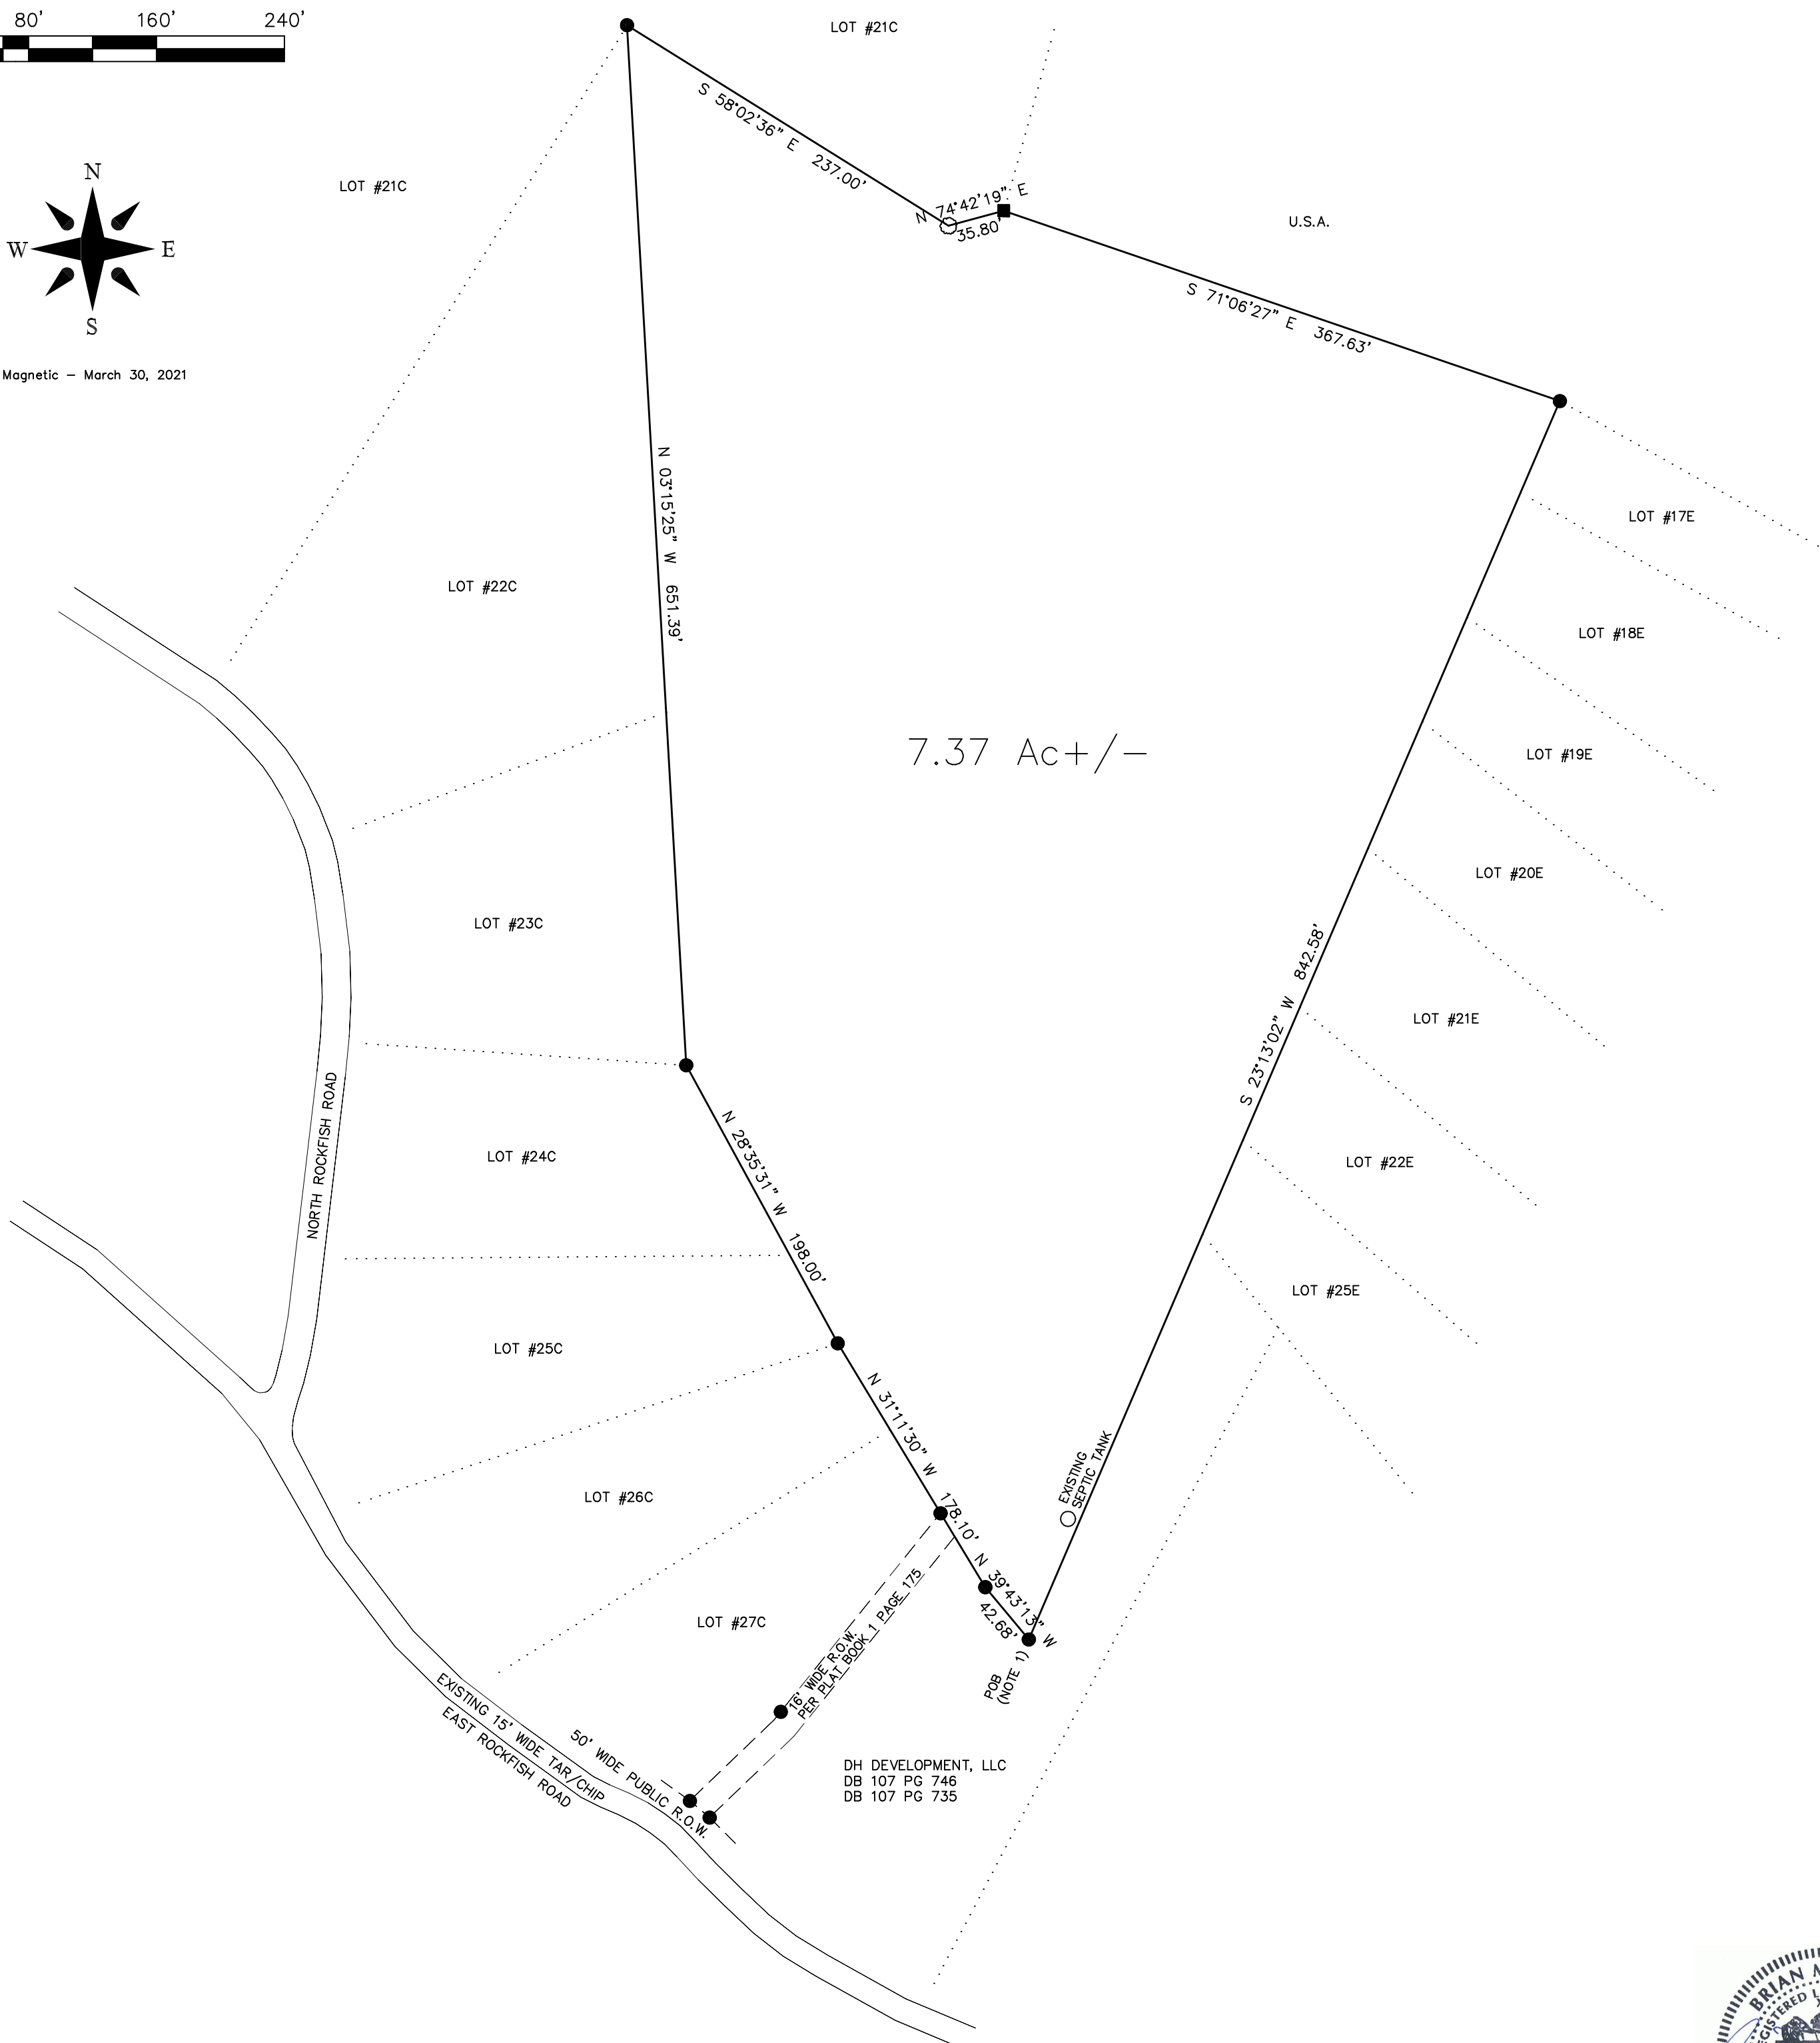 80' 160' 240'
LOT #21C
S 58°02'36" E 237.00'
N 74°42'19" E
35.80'
U.S.A.
LOT #21C
N
W E
S
Magnetic – March 30, 2021
S 71°06'27" E 367.63'
N 03°15'25" W 651.39'
LOT #17E
LOT #22C
LOT #18E
7.37 Ac+/-
LOT #19E
LOT #20E
LOT #23C
S 23°13'02" W 842.58'
LOT #21E
NORTH ROCKFISH ROAD
LOT #24C
LOT #22E
N 28°35'31" W 198.00'
LOT #25E
LOT #25C
N 31°11'30" W 178.10'
EXISTING
SEPTIC TANK
LOT #26C
N 39°43'13" W
42.68'
LOT #27C
16' WIDE R.O.W.
PER PLAT BOOK 1 PAGE 175
POB
(NOTE 1)
EXISTING 15' WIDE TAR/CHIP
EAST ROCKFISH ROAD
50' WIDE PUBLIC R.O.W.
DH DEVELOPMENT, LLC
DB 107 PG 746
DB 107 PG 735
BRIAN